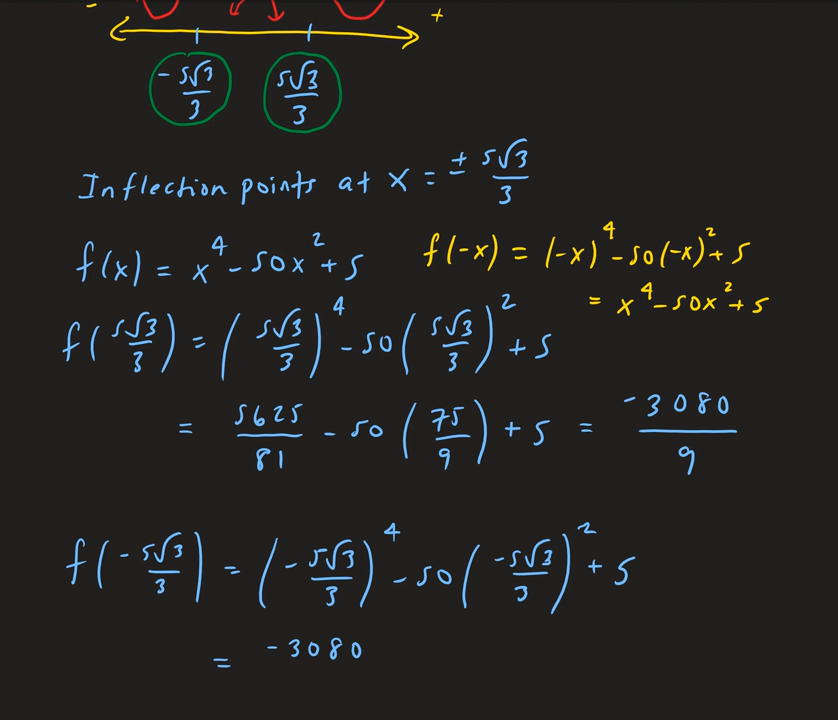 - +
- 5√3/3 5√3/3
Inflection points at x = ± 5√3/3
f(x) = x^4 - 50x^2 + 5
f(-x) = (-x)^4 - 50(-x)^2 + 5
= x^4 - 50x^2 + 5
f(5√3/3) = (5√3/3)^4 - 50(5√3/3)^2 + 5
= 5625/81 - 50(75/9) + 5 = -3080/9
f(-5√3/3) = (-5√3/3)^4 - 50(-5√3/3)^2 + 5
= -3080